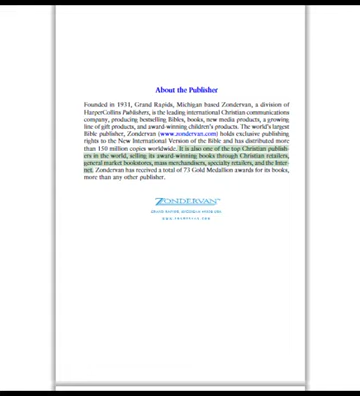 About the Publisher
Founded in 1931, Grand Rapids, Michigan based Zondervan, a division of
HarperCollins Publishers, is the leading international Christian communications
company, producing bestselling Bibles, books, new media products, a growing
line of gift products, and award-winning children's products. The world's largest
Bible publisher, Zondervan (www.zondervan.com) holds exclusive publishing
rights to the New International Version of the Bible and has distributed more
than 150 million copies worldwide. It is also one of the top Christian publish-
ers in the world, selling its award-winning books through Christian retailers,
general market bookstores, mass merchandisers, specialty retailers, and the Inter-
net. Zondervan has received a total of 73 Gold Medallion awards for its books,
more than any other publisher.
ZONDERVAN™